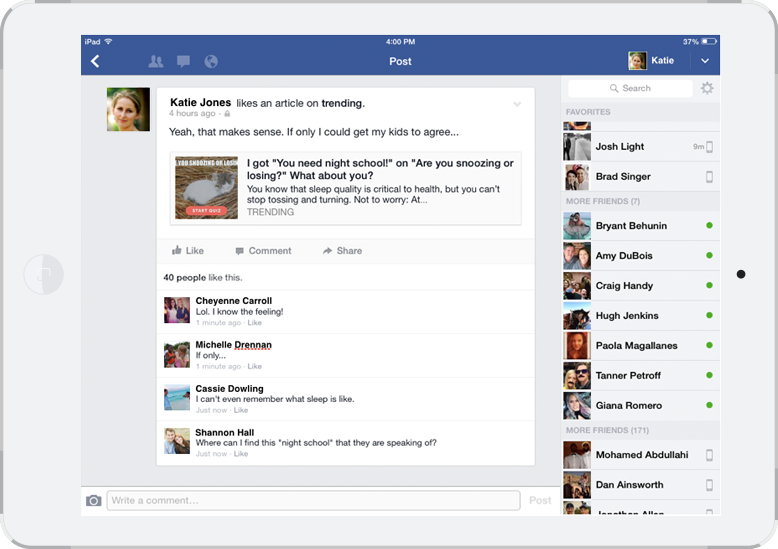 iPad 4:00 PM 37%
Post Katie
Search
Katie Jones likes an article on trending.
4 hours ago ·
Yeah, that makes sense. If only I could get my kids to agree...
YOU SNOOZING OR LOSIN
START QUIZ
I got "You need night school!" on "Are you snoozing or
losing?" What about you?
You know that sleep quality is critical to health, but you can't
stop tossing and turning. Not to worry: At...
TRENDING
Like Comment Share
40 people like this.
Cheyenne Carroll
Lol. I know the feeling!
1 minute ago · Like
Michelle Drennan
If only...
1 minute ago · Like
Cassie Dowling
I can't even remember what sleep is like.
Just now · Like
Shannon Hall
Where can I find this "night school" that they are speaking of?
Just now · Like
Write a comment... Post
FAVORITES
Josh Light 9m
Brad Singer
MORE FRIENDS (7)
Bryant Behunin
Amy DuBois
Craig Handy
Hugh Jenkins
Paola Magallanes
Tanner Petroff
Giana Romero
MORE FRIENDS (171)
Mohamed Abdullahi
Dan Ainsworth
Jonathan Allen